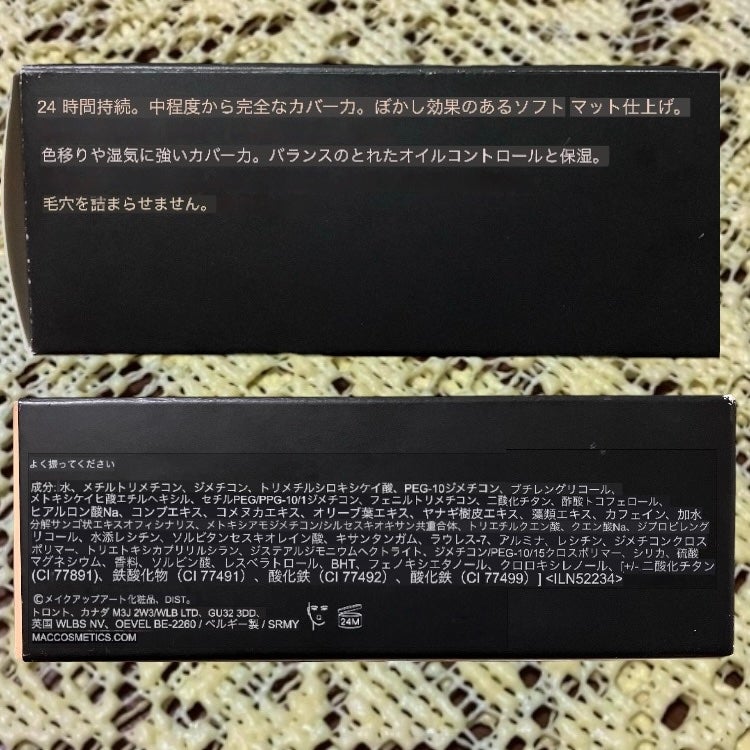 24 時間持続。中程度から完全なカバー力。ぼかし効果のあるソフト マット仕上げ。
色移りや湿気に強いカバー力。バランスのとれたオイルコントロールと保湿。
毛穴を詰まらせません。
よく振ってください
成分: 水、メチルトリメチコン、ジメチコン、トリメチルシロキシケイ酸、PEG-10ジメチコン、ブチレングリコール、
メトキシケイヒ酸エチルヘキシル、セチルPEG/PPG-10/1ジメチコン、フェニルトリメチコン、二酸化チタン、酢酸トコフェロール、
ヒアルロン酸Na、コンブエキス、コメヌカエキス、オリーブ葉エキス、ヤナギ樹皮エキス、藻類エキス、カフェイン、加水
分解サンゴ状エキスオフィシナリス、メトキシアモジメチコン/シルセスキオキサン共重合体、トリエチルクエン酸、クエン酸Na、ジプロピレング
リコール、水添レシチン、ソルビタンセスキオレイン酸、キサンタンガム、ラウレス-7、アルミナ、レシチン、ジメチコンクロス
ポリマー、トリエトキシカプリリルシラン、ジステアルジモニウムヘクトライト、ジメチコン/PEG-10/15クロスポリマー、シリカ、硫酸
マグネシウム、香料、ソルビン酸、レスベラトロール、BHT、フェノキシエタノール、クロロキシレノール、[+/- 二酸化チタン
(CI 77891)、鉄酸化物（CI 77491）、酸化鉄（CI 77492）、酸化鉄（CI 77499）] <ILN52234>
©メイクアップアート化粧品、DIST。
トロント、カナダ M3J 2W3/WLB LTD、GU32 3DD、
英国 WLBS NV、OEVEL BE-2260 / ベルギー製 / SRMY
MACCOSMETICS.COM
24M